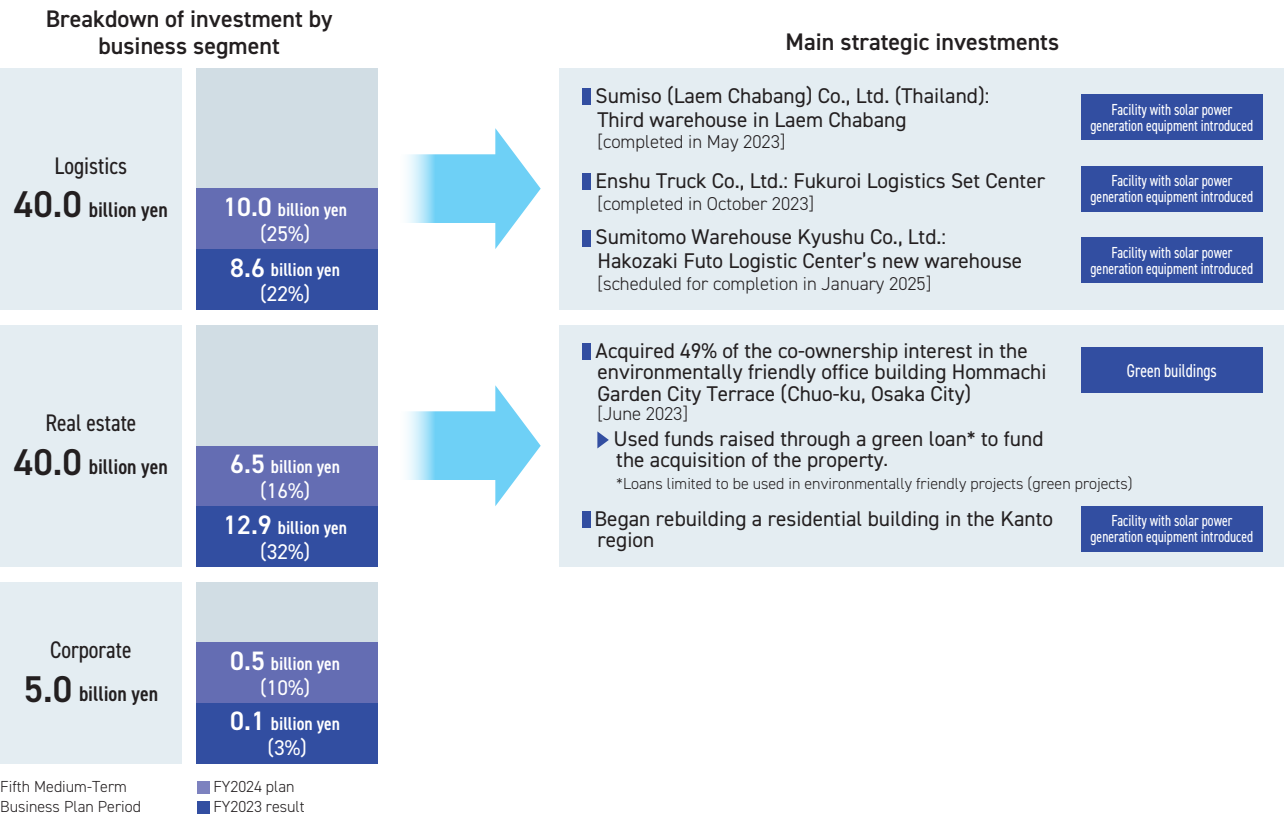 Breakdown of investment by
business segment
Main strategic investments
Logistics
40.0 billion yen
10.0 billion yen
(25%)
8.6 billion yen
(22%)
Sumiso (Laem Chabang) Co., Ltd. (Thailand):
Third warehouse in Laem Chabang
[completed in May 2023]
Facility with solar power
generation equipment introduced
Enshu Truck Co., Ltd.: Fukuroi Logistics Set Center
[completed in October 2023]
Facility with solar power
generation equipment introduced
Sumitomo Warehouse Kyushu Co., Ltd.:
Hakozaki Futo Logistic Center's new warehouse
[scheduled for completion in January 2025]
Facility with solar power
generation equipment introduced
Real estate
40.0 billion yen
6.5 billion yen
(16%)
12.9 billion yen
(32%)
Acquired 49% of the co-ownership interest in the
environmentally friendly office building Hommachi
Garden City Terrace (Chuo-ku, Osaka City)
[June 2023]
Green buildings
Used funds raised through a green loan* to fund
the acquisition of the property.
*Loans limited to be used in environmentally friendly projects (green projects)
Began rebuilding a residential building in the Kanto
region
Facility with solar power
generation equipment introduced
Corporate
5.0 billion yen
0.5 billion yen
(10%)
0.1 billion yen
(3%)
Fifth Medium-Term
Business Plan Period
FY2024 plan
FY2023 result